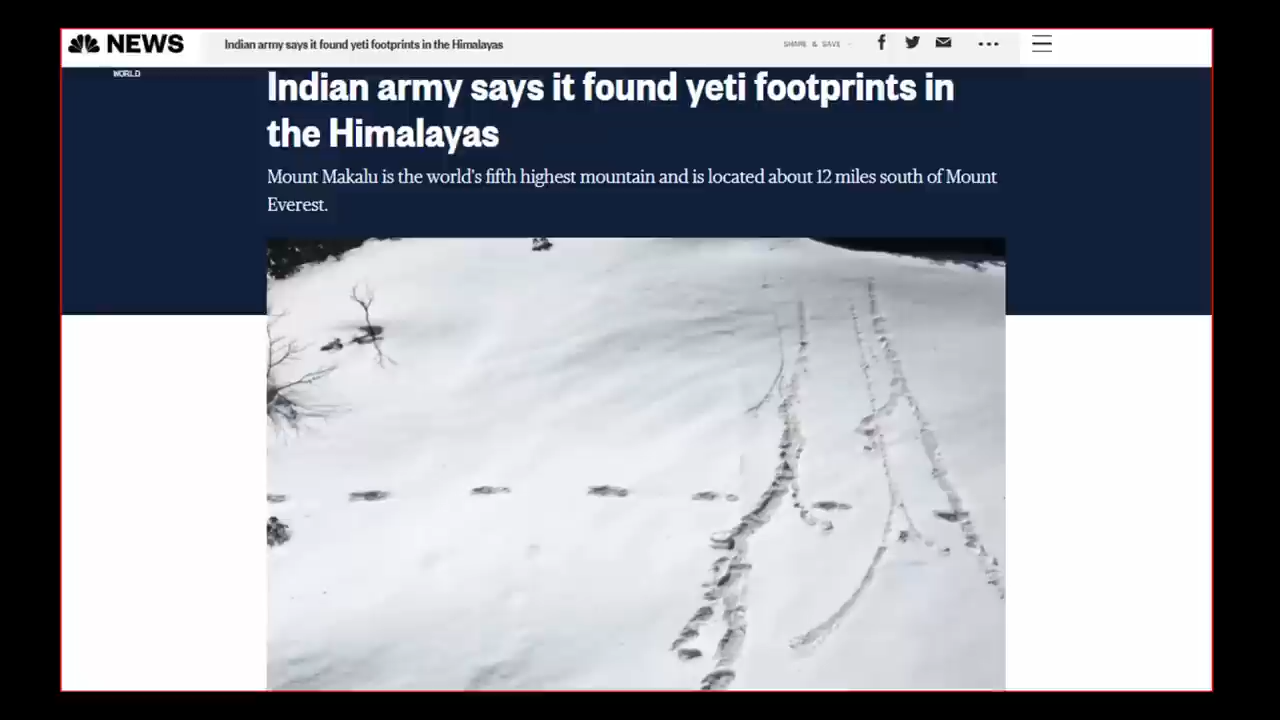 NEWS
Indian army says it found yeti footprints in the Himalayas
SHARE & SAVE
WORLD
Indian army says it found yeti footprints in
the Himalayas
Mount Makalu is the world's fifth highest mountain and is located about 12 miles south of Mount
Everest.